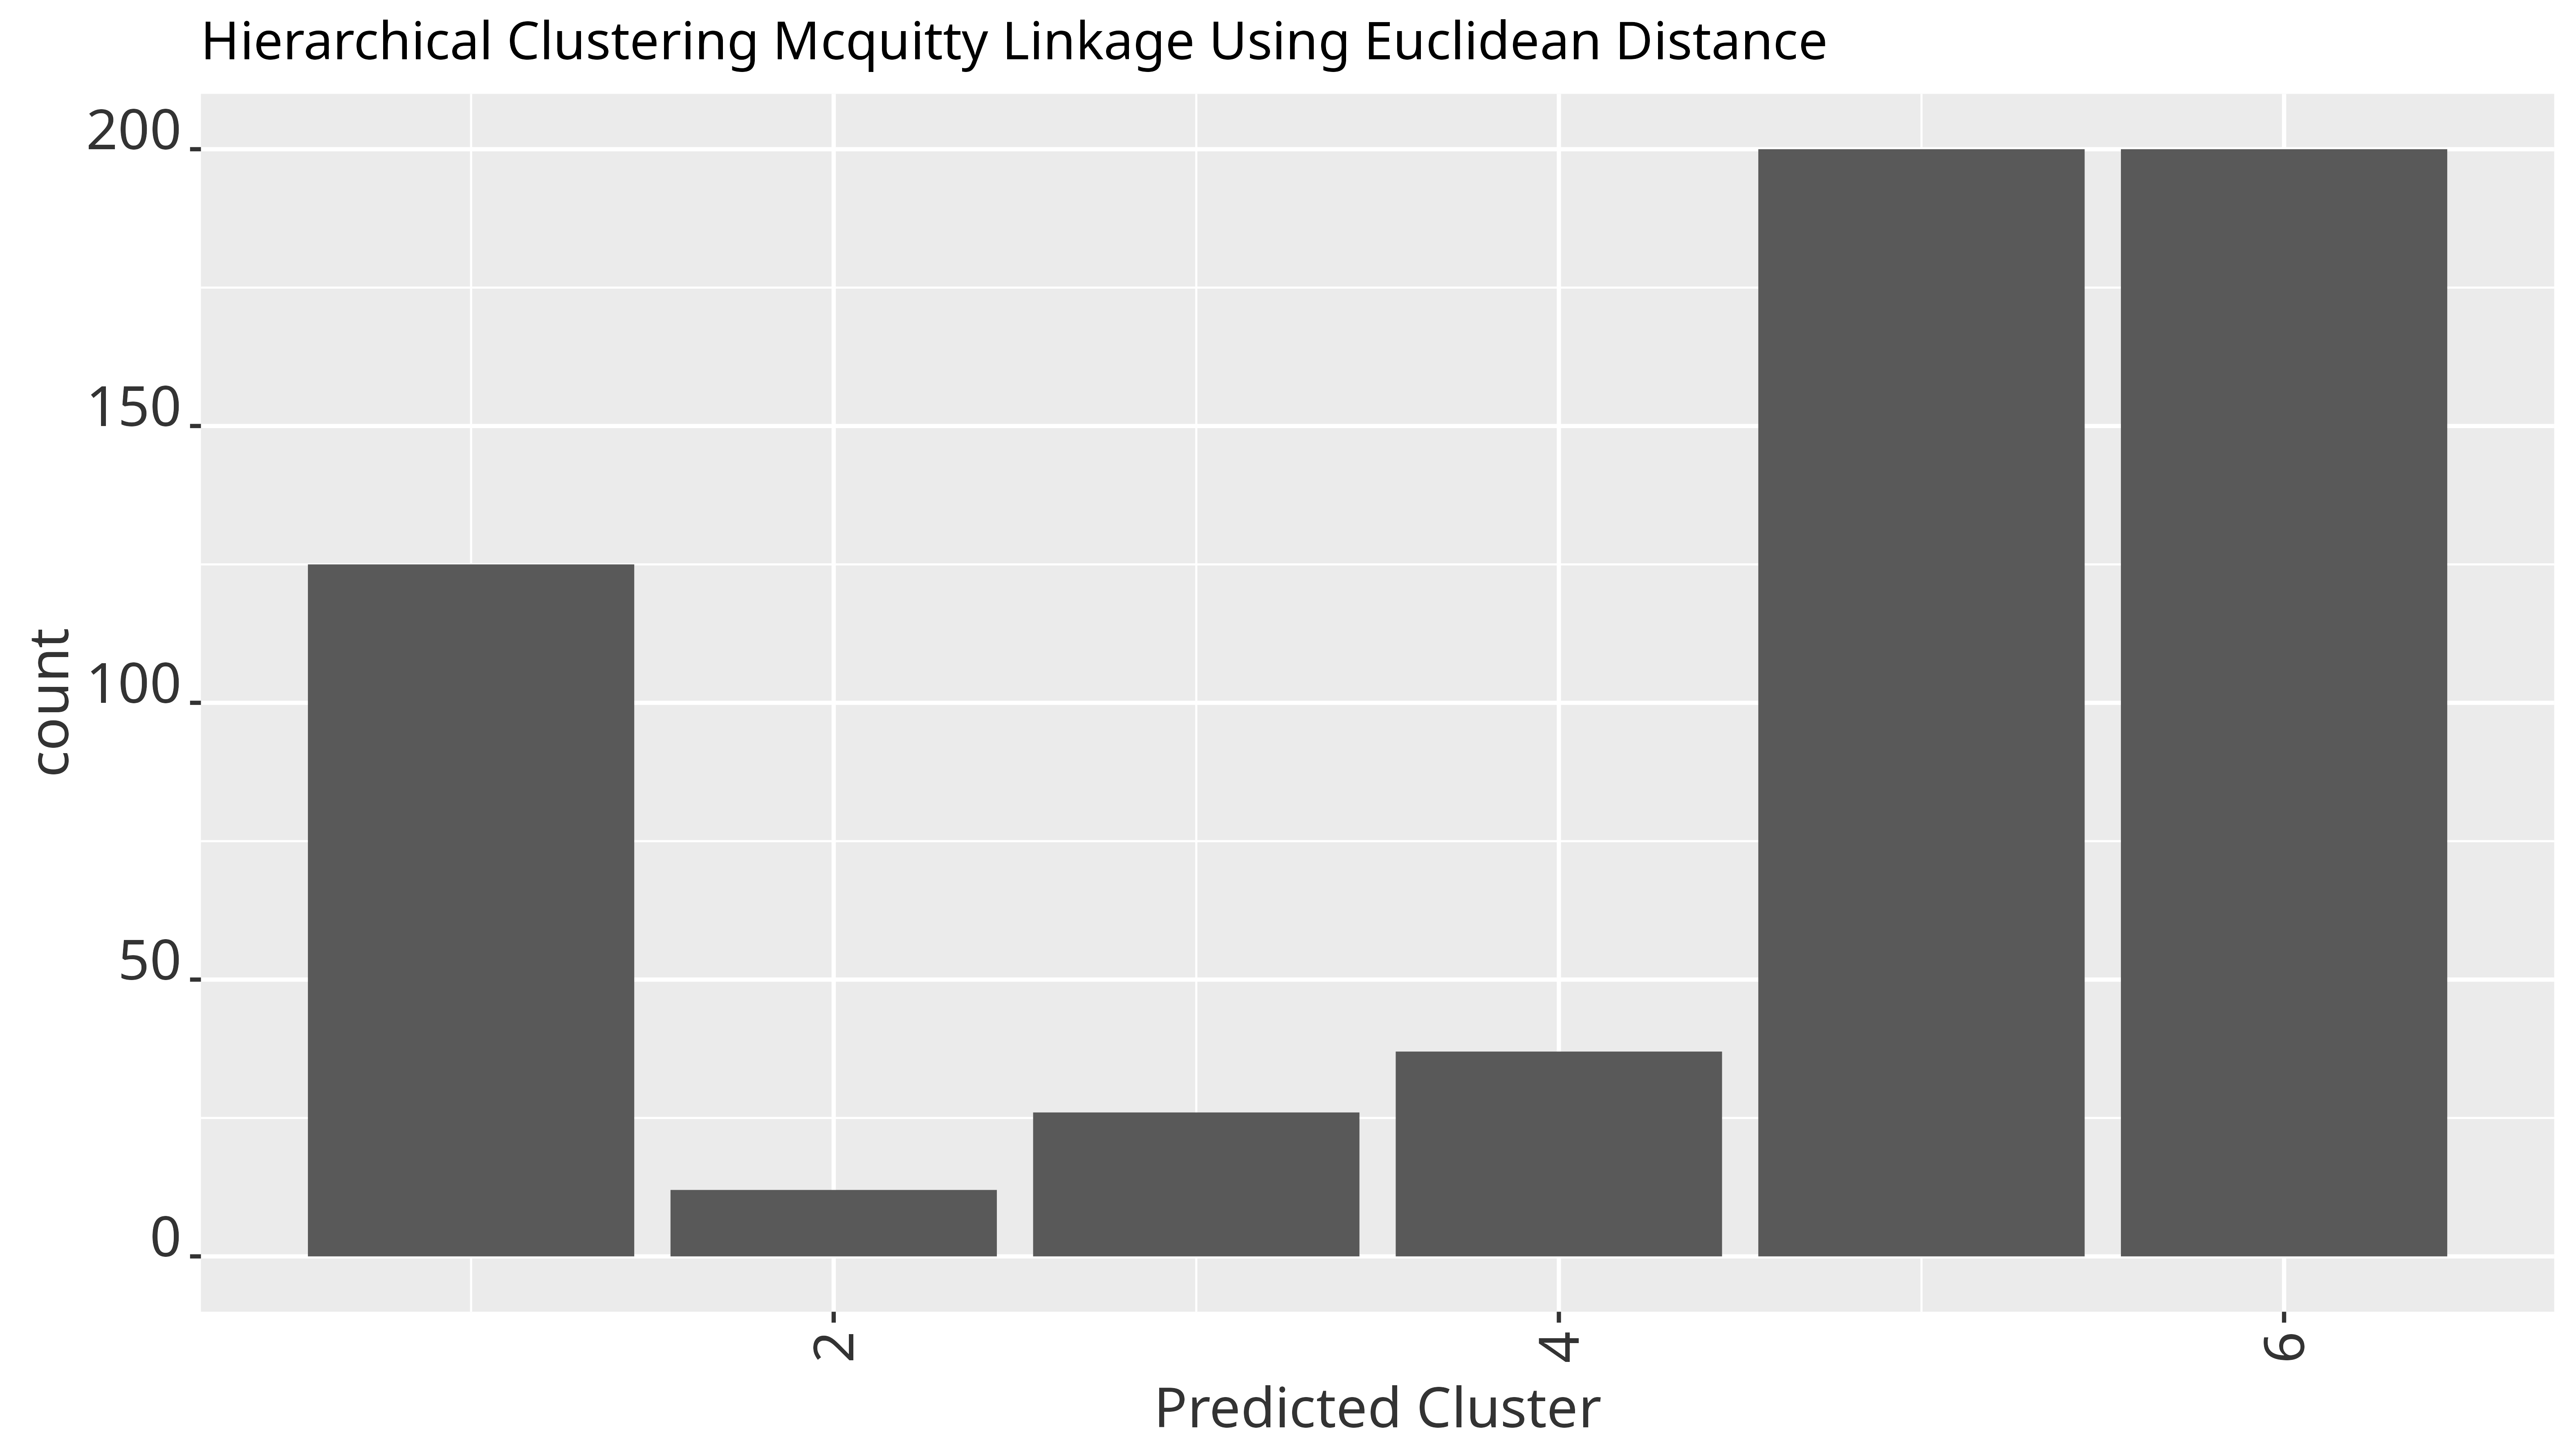 Hierarchical Clustering Mcquitty Linkage Using Euclidean Distance
200
150
100
50
0
count
2
4
6
Predicted Cluster